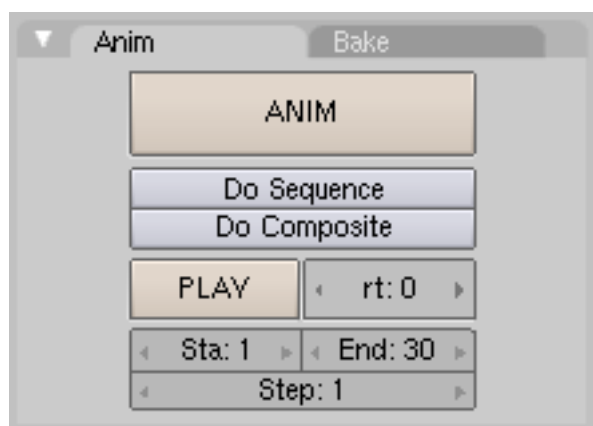 Anim Bake
ANIM
Do Sequence
Do Composite
PLAY rt: 0
Sta: 1 End: 30
Step: 1